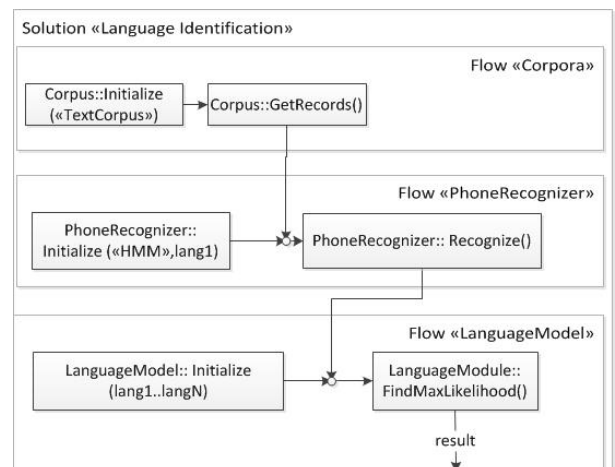 Solution «Language Identification»
Flow «Corpora»
Corpus::Initialize
(«TextCorpus»)
Corpus::GetRecords()
Flow «PhoneRecognizer»
PhoneRecognizer::
Initialize («HMM»,lang1)
PhoneRecognizer:: Recognize()
Flow «LanguageModel»
LanguageModel:: Initialize
(lang1..langN)
LanguageModule::
FindMaxLikelihood()
result